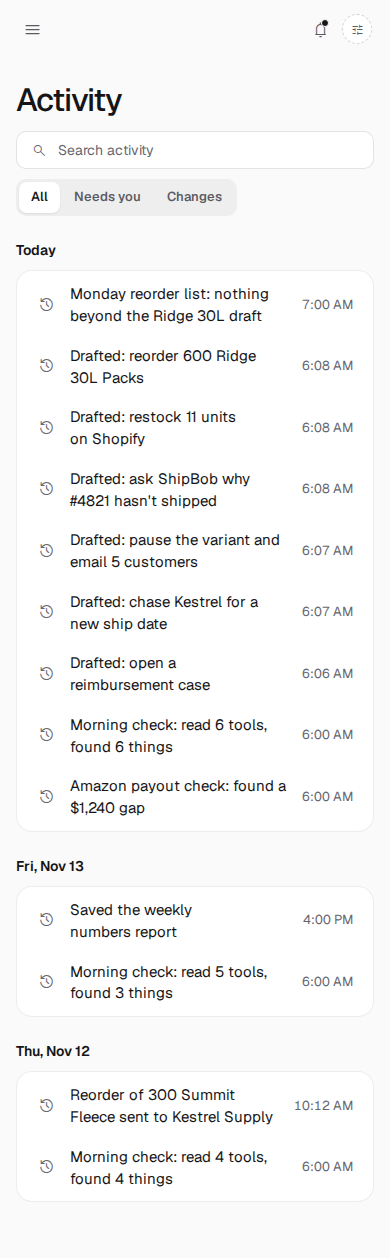 Activity
Search activity
All
Needs you
Changes
Today
Monday reorder list: nothing
beyond the Ridge 30L draft
7:00 AM
Drafted: reorder 600 Ridge
30L Packs
6:08 AM
Drafted: restock 11 units
on Shopify
6:08 AM
Drafted: ask ShipBob why
#4821 hasn't shipped
6:08 AM
Drafted: pause the variant and
email 5 customers
6:07 AM
Drafted: chase Kestrel for a
new ship date
6:07 AM
Drafted: open a
reimbursement case
6:06 AM
Morning check: read 6 tools,
found 6 things
6:00 AM
Amazon payout check: found a
$1,240 gap
6:00 AM
Fri, Nov 13
Saved the weekly
numbers report
4:00 PM
Morning check: read 5 tools,
found 3 things
6:00 AM
Thu, Nov 12
Reorder of 300 Summit
Fleece sent to Kestrel Supply
10:12 AM
Morning check: read 4 tools,
found 4 things
6:00 AM